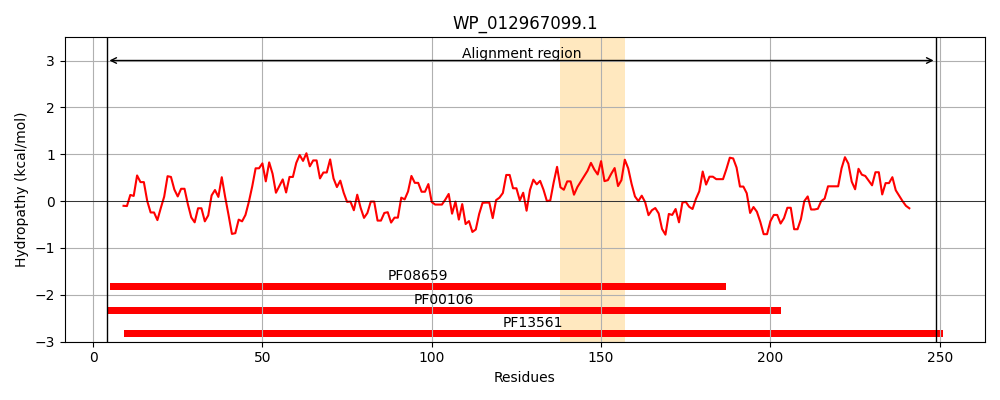 WP_012967099.1
Hydropathy (kcal/mol)
3
2
1
0
−1
−2
−3
Alignment region
PF08659
PF00106
PF13561
0
50
100
150
200
250
Residues